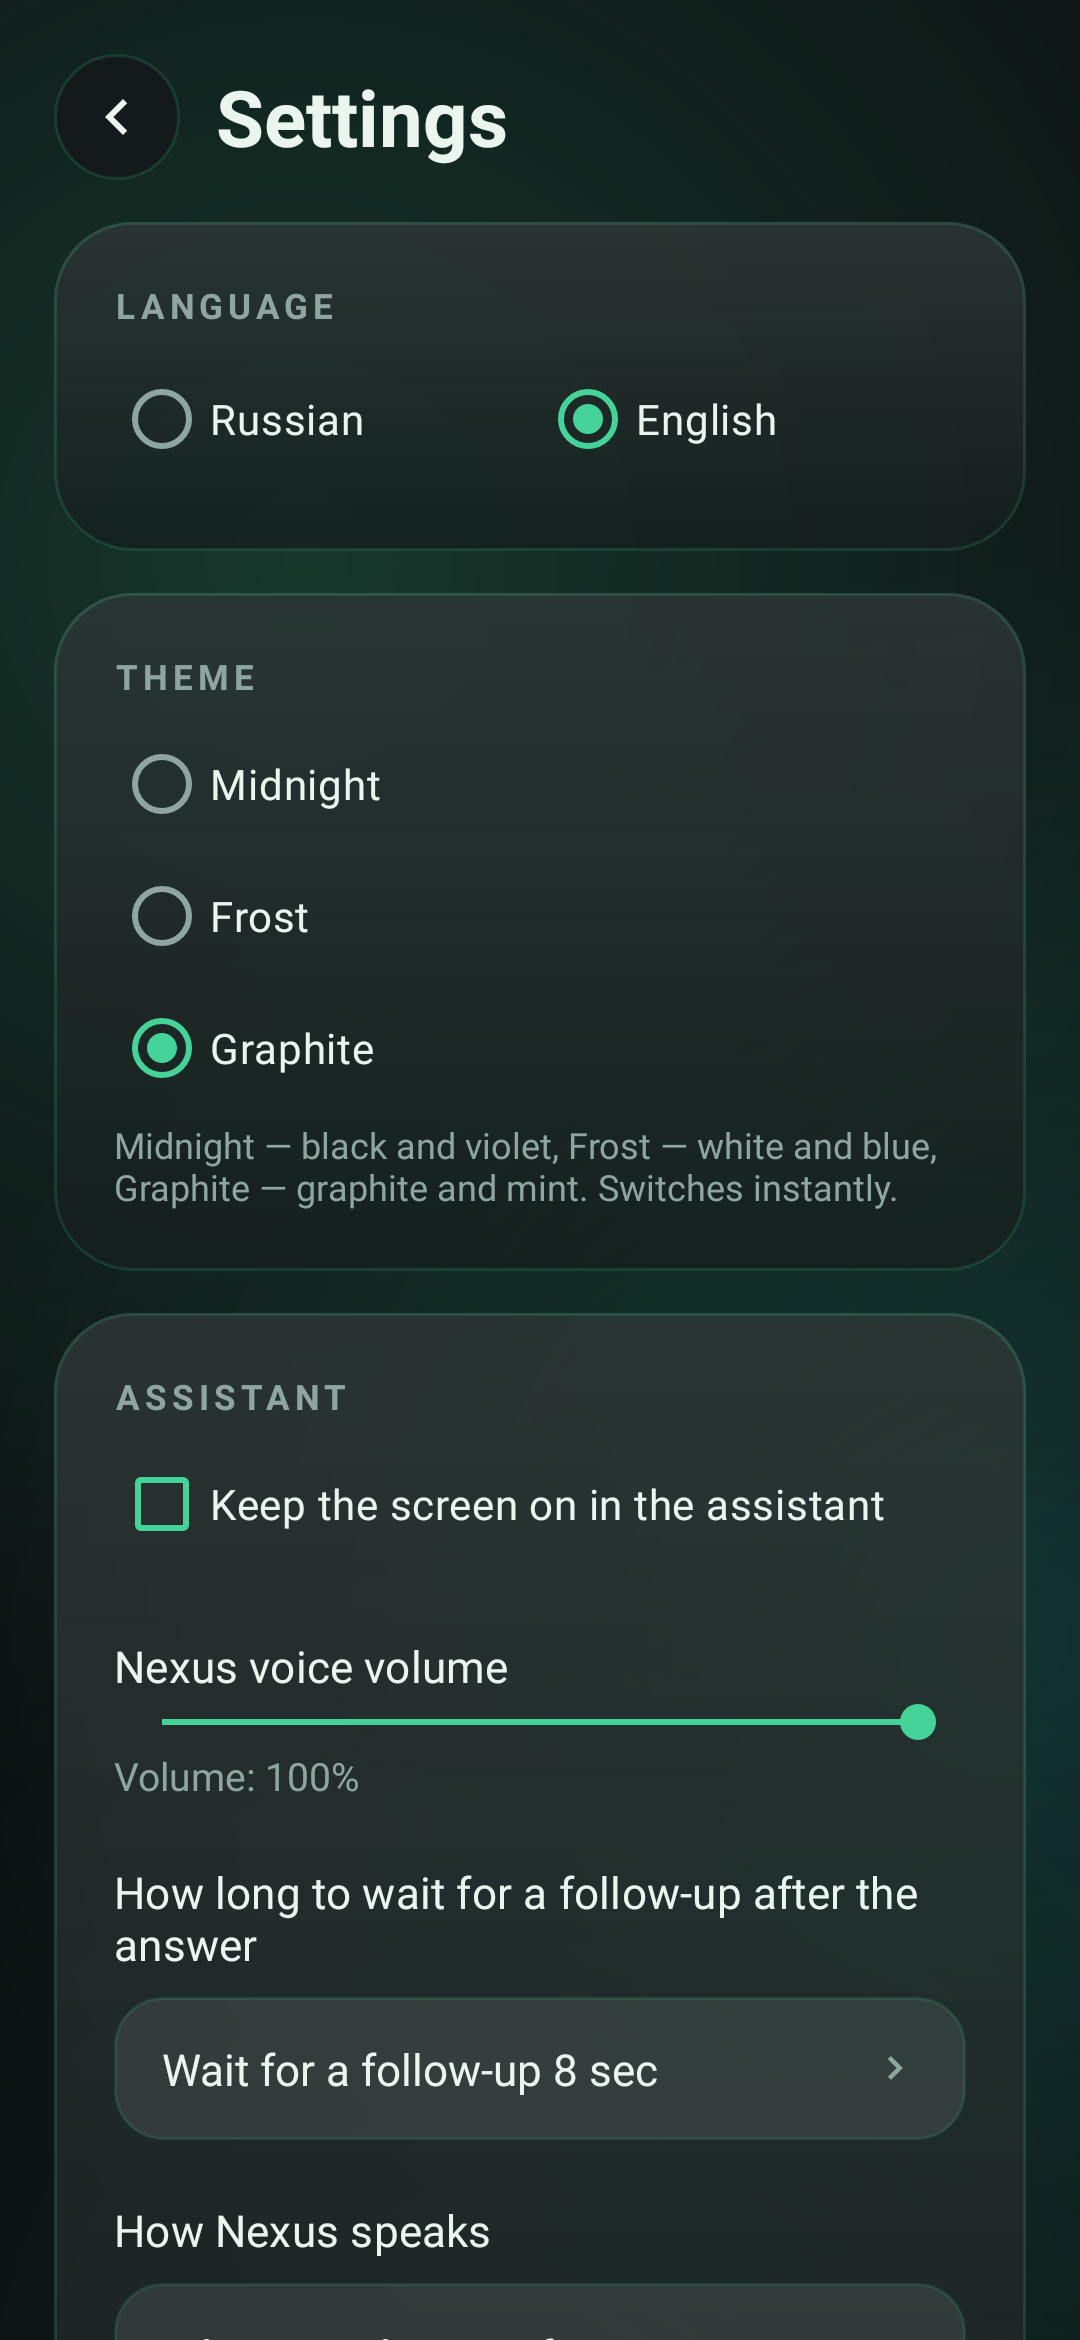 Settings
LANGUAGE
Russian
English
THEME
Midnight
Frost
Graphite
Midnight — black and violet, Frost — white and blue,
Graphite — graphite and mint. Switches instantly.
ASSISTANT
Keep the screen on in the assistant
Nexus voice volume
Volume: 100%
How long to wait for a follow-up after the
answer
Wait for a follow-up 8 sec
How Nexus speaks